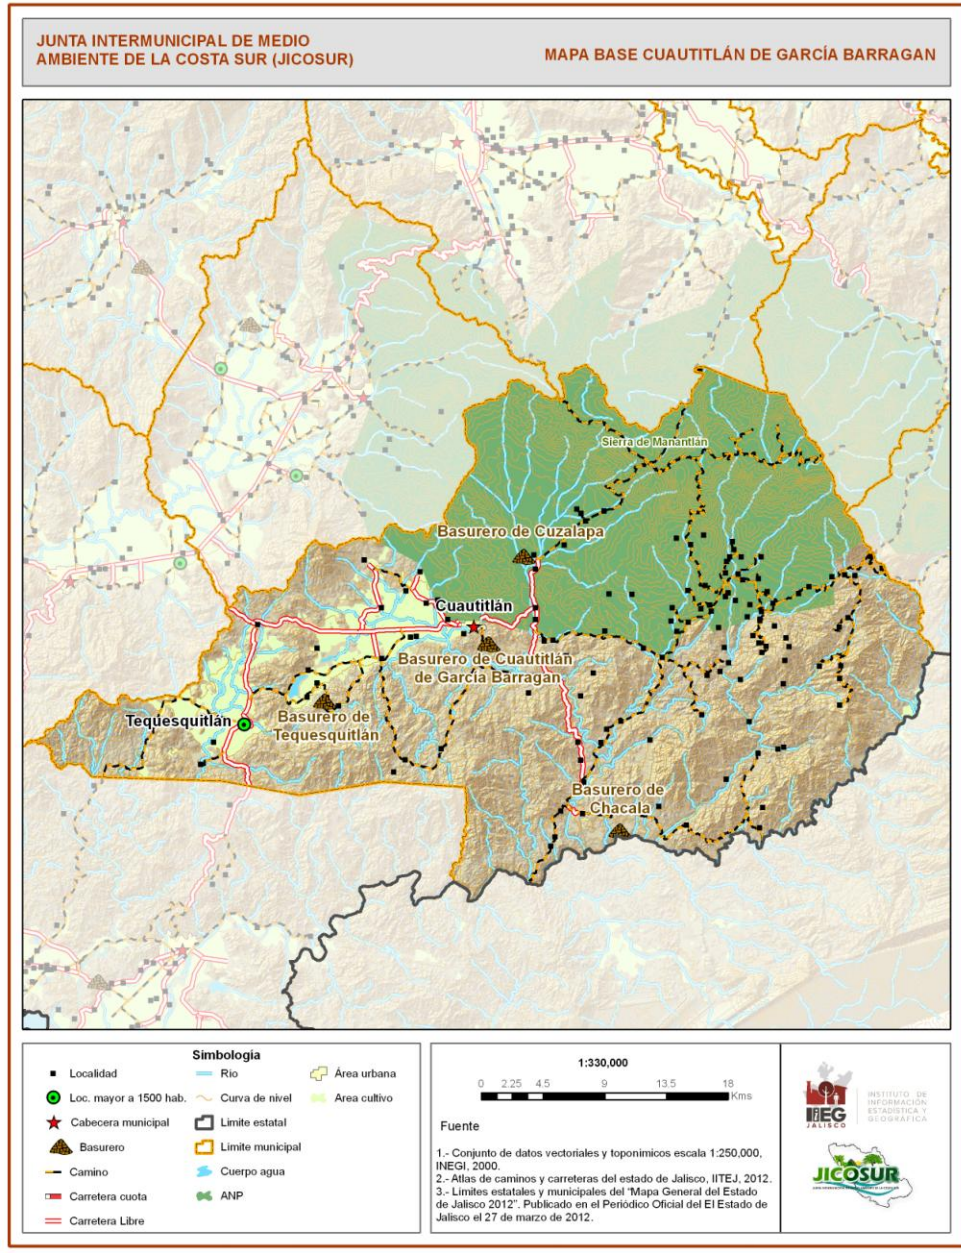 JUNTA INTERMUNICIPAL DE MEDIO
AMBIENTE DE LA COSTA SUR (JICOSUR)
MAPA BASE CUAUTITLÁN DE GARCÍA BARRAGAN
Sierra de Manantlán
Basurero de Cuzalapa
Cuautitlán
Basurero de Cuautitlán
de García Barragan
Tequesquitlán
Basurero de
Tequesquitlán
Basurero de
Chacala
Simbología
Localidad
Loc. mayor a 1500 hab.
Cabecera municipal
Basurero
Camino
Carretera cuota
Carretera Libre
Rio
Curva de nivel
Limite estatal
Limite municipal
Cuerpo agua
ANP
Área urbana
Area cultivo
1:330,000
0 2.25 4.5 9 13.5 18
Kms
Fuente
1.- Conjunto de datos vectoriales y toponimicos escala 1:250,000,
INEGI, 2000.
2.- Atlas de caminos y carreteras del estado de Jalisco, IITEJ, 2012.
3.- Limites estatales y municipales del "Mapa General del Estado
de Jalisco 2012". Publicado en el Periódico Oficial del El Estado de
Jalisco el 27 de marzo de 2012.
IIEG
JALISCO
INSTITUTO DE
INFORMACIÓN
ESTADÍSTICA Y
GEOGRÁFICA
JICOSUR